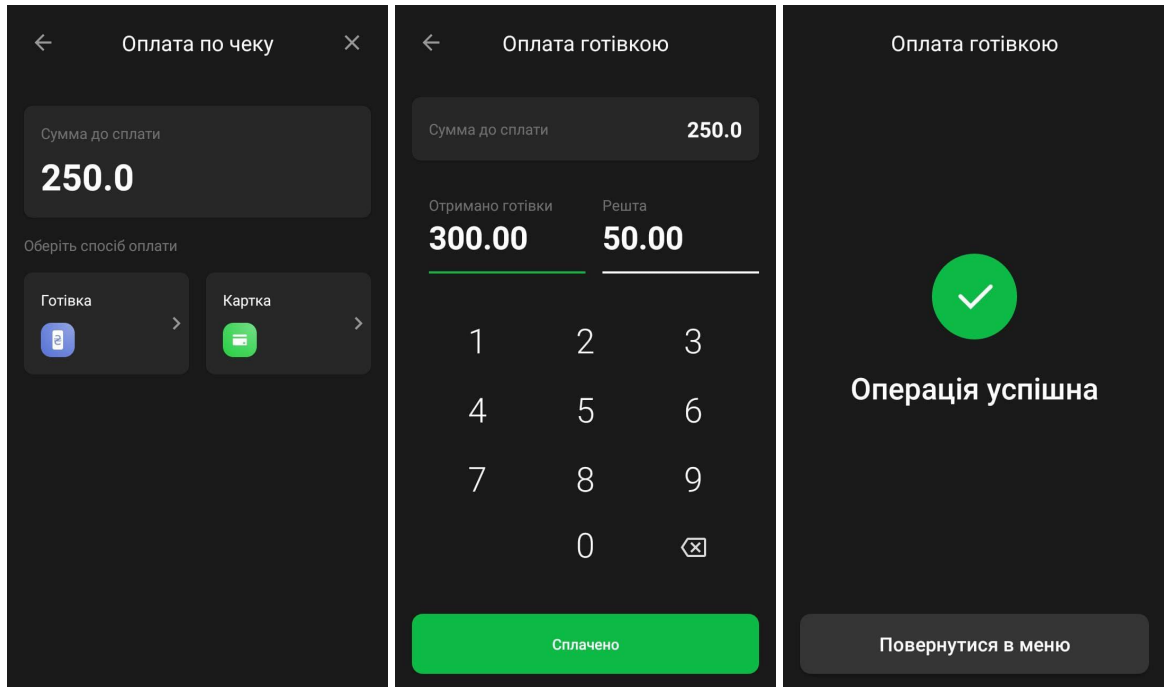 Оплата по чеку
Сумма до сплати
250.0
Оберіть спосіб оплати
Готівка
Картка
Оплата готівкою
Сумма до сплати 250.0
Отримано готівки Решта
300.00 50.00
1 2 3
4 5 6
7 8 9
0
Сплачено
Оплата готівкою
Операція успішна
Повернутися в меню